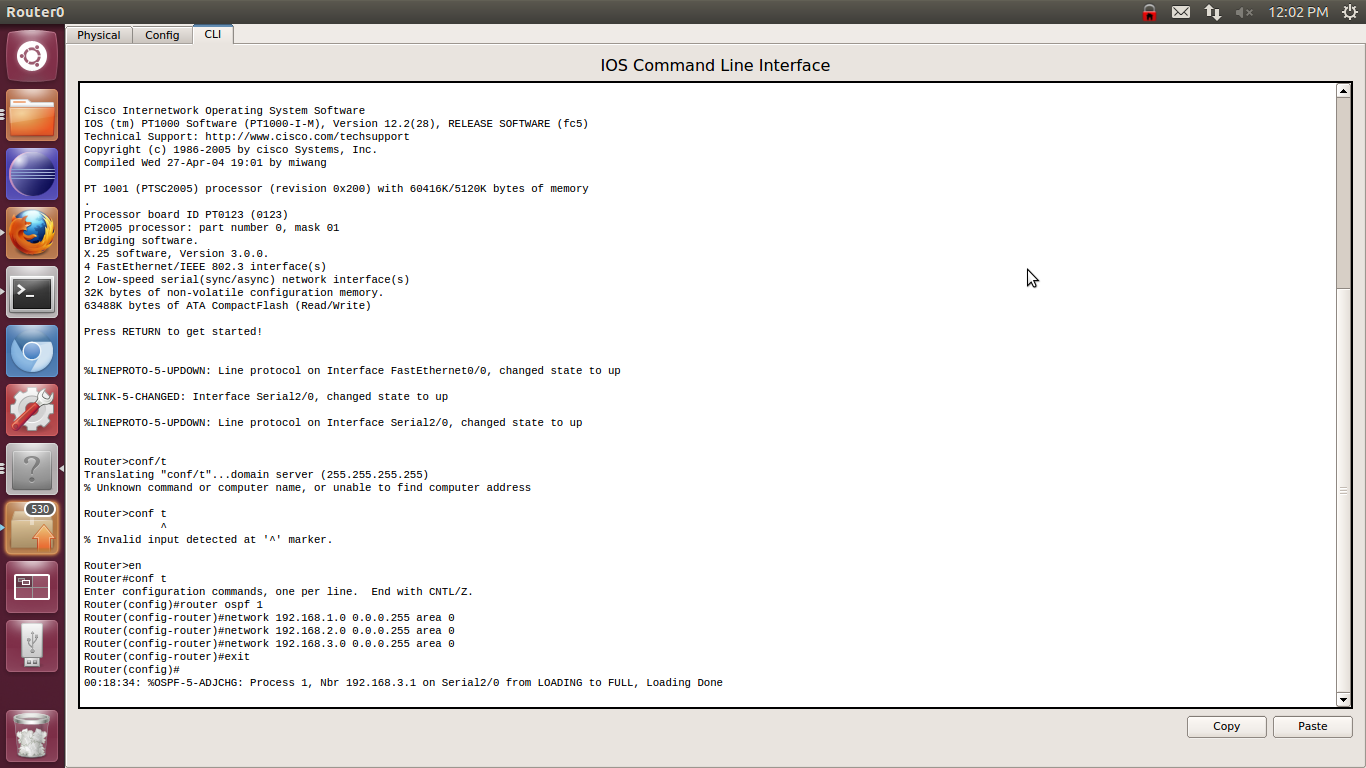 Router0
12:02 PM
Physical
Config
CLI
IOS Command Line Interface
Cisco Internetwork Operating System Software
IOS (tm) PT1000 Software (PT1000-I-M), Version 12.2(28), RELEASE SOFTWARE (fc5)
Technical Support: http://www.cisco.com/techsupport
Copyright (c) 1986-2005 by cisco Systems, Inc.
Compiled Wed 27-Apr-04 19:01 by miwang
PT 1001 (PTSC2005) processor (revision 0x200) with 60416K/5120K bytes of memory
.
Processor board ID PT0123 (0123)
PT2005 processor: part number 0, mask 01
Bridging software.
X.25 software, Version 3.0.0.
4 FastEthernet/IEEE 802.3 interface(s)
2 Low-speed serial(sync/async) network interface(s)
32K bytes of non-volatile configuration memory.
63488K bytes of ATA CompactFlash (Read/Write)
Press RETURN to get started!
%LINEPROTO-5-UPDOWN: Line protocol on Interface FastEthernet0/0, changed state to up
%LINK-5-CHANGED: Interface Serial2/0, changed state to up
%LINEPROTO-5-UPDOWN: Line protocol on Interface Serial2/0, changed state to up
Router>conf/t
Translating "conf/t"...domain server (255.255.255.255)
% Unknown command or computer name, or unable to find computer address
Router>conf t
^
% Invalid input detected at '^' marker.
Router>en
Router#conf t
Enter configuration commands, one per line.  End with CNTL/Z.
Router(config)#router ospf 1
Router(config-router)#network 192.168.1.0 0.0.0.255 area 0
Router(config-router)#network 192.168.2.0 0.0.0.255 area 0
Router(config-router)#network 192.168.3.0 0.0.0.255 area 0
Router(config-router)#exit
Router(config)#
00:18:34: %OSPF-5-ADJCHG: Process 1, Nbr 192.168.3.1 on Serial2/0 from LOADING to FULL, Loading Done
530
Copy
Paste